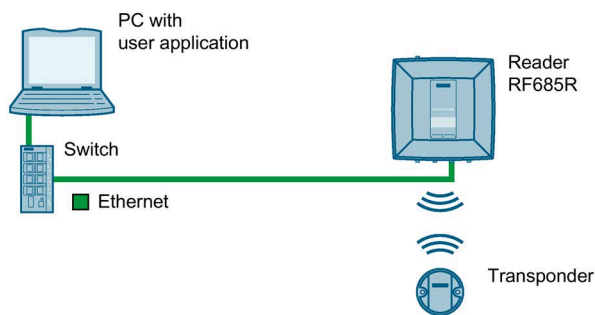 PC with
user application
Reader
RF685R
Switch
Ethernet
Transponder